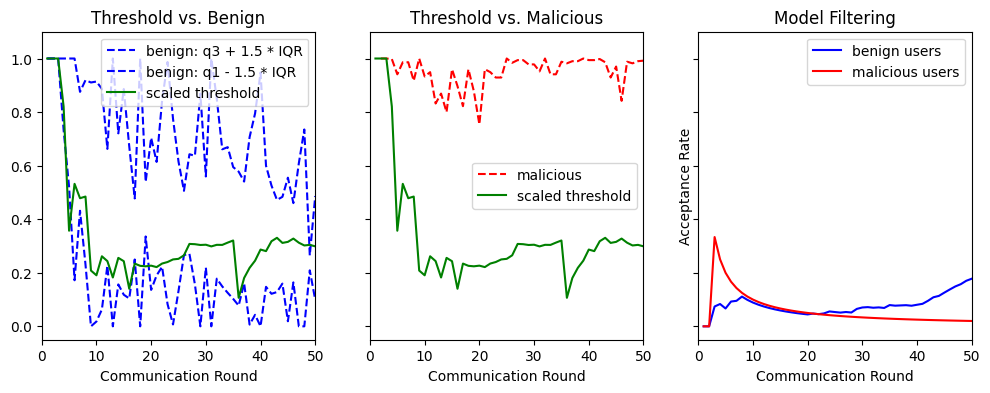 Threshold vs. Benign
benign: q3 + 1.5 * IQR
benign: q1 - 1.5 * IQR
scaled threshold
1.0
0.8
0.6
0.4
0.2
0.0
0 10 20 30 40 50
Communication Round
Threshold vs. Malicious
malicious
scaled threshold
0 10 20 30 40 50
Communication Round
Model Filtering
benign users
malicious users
Acceptance Rate
0 10 20 30 40 50
Communication Round